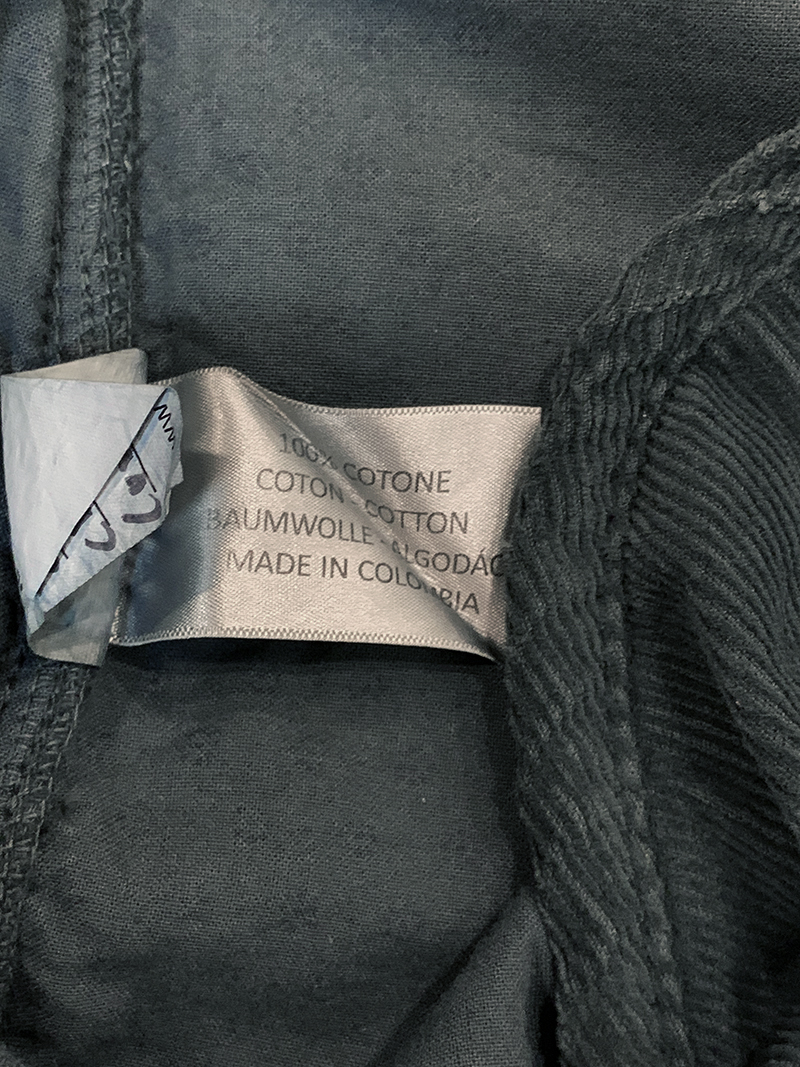 100% COTONE
COTON - COTTON
BAUMWOLLE - ALGODÃO
MADE IN COLOMBIA